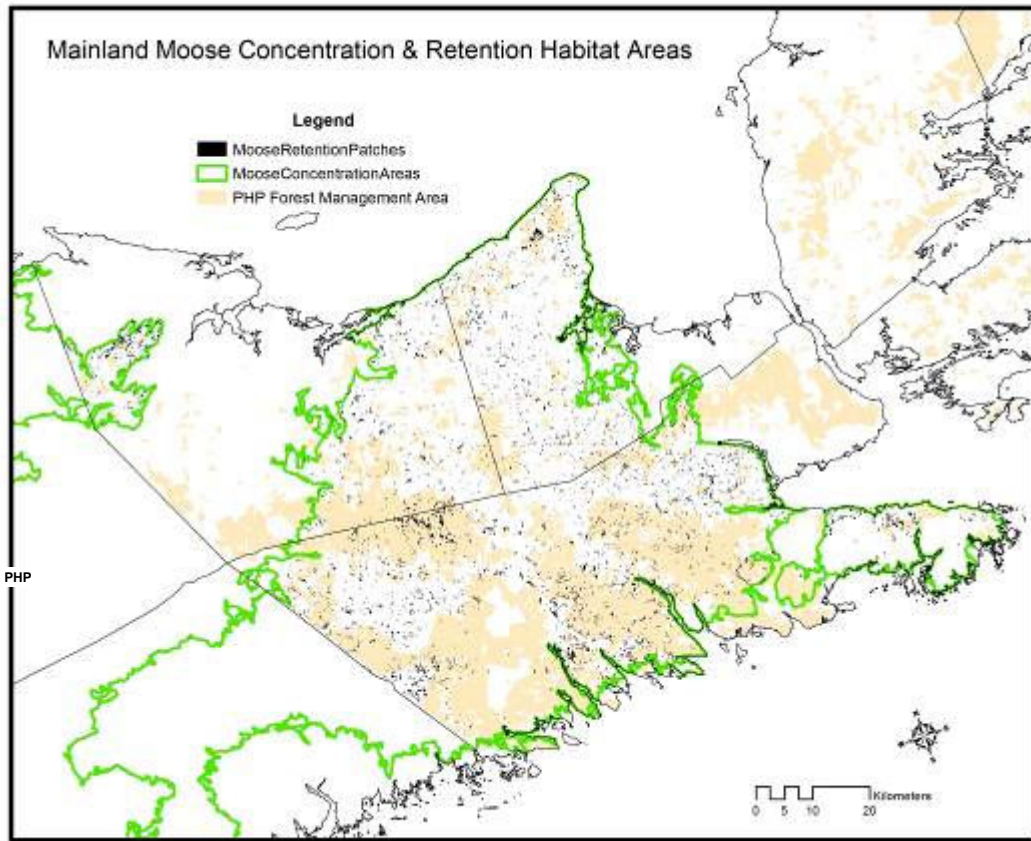 Mainland Moose Concentration & Retention Habitat Areas
Legend
MooseRetentionPatches
MooseConcentrationAreas
PHP Forest Management Area
PHP
Kilometers
0 5 10 20